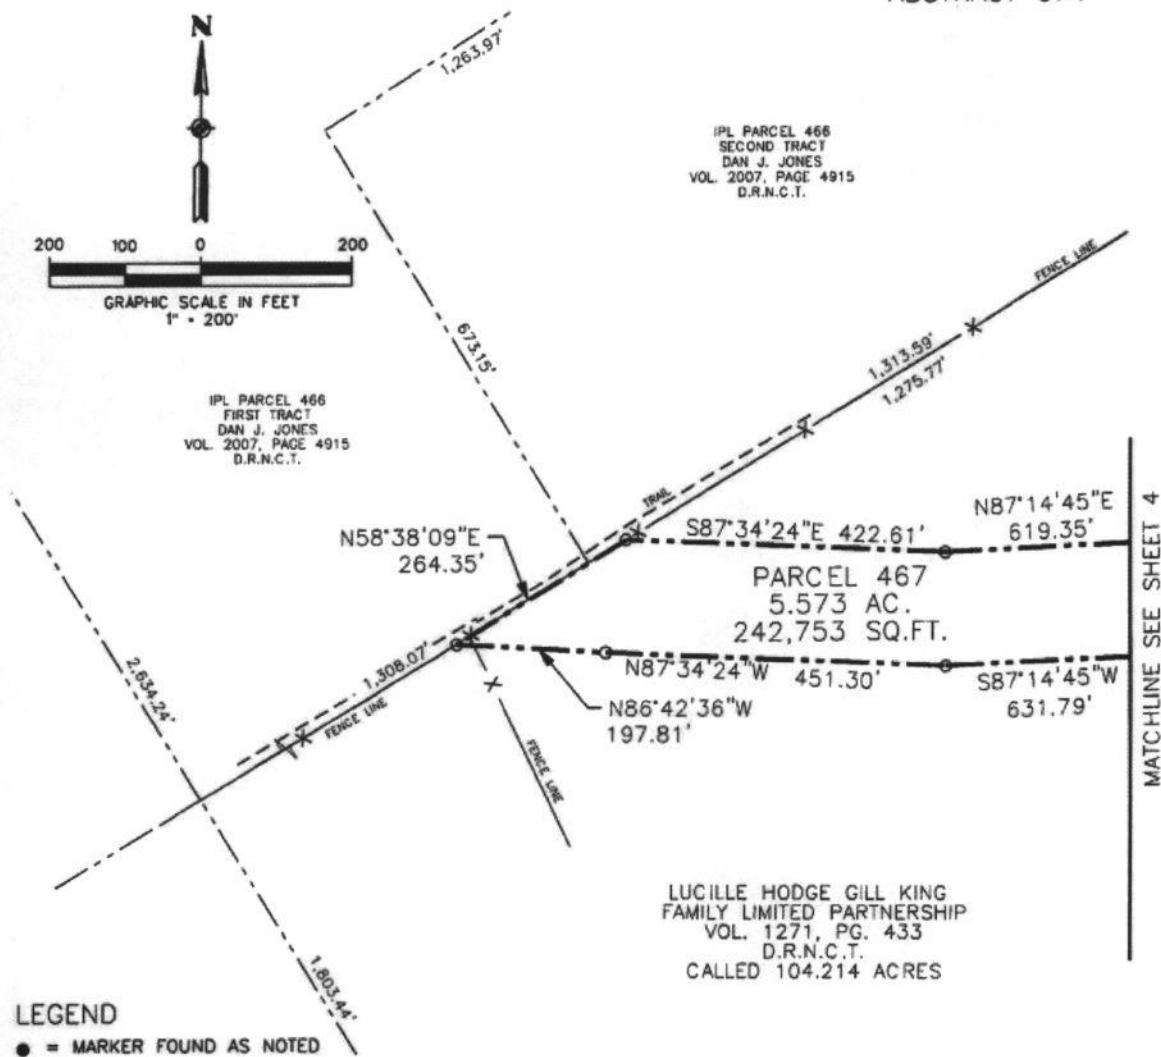 N
1,263.97'
IPL PARCEL 466
SECOND TRACT
DAN J. JONES
VOL. 2007, PAGE 4915
D.R.N.C.T.
200 100 0 200
GRAPHIC SCALE IN FEET
1" = 200'
FENCE LINE
673.15'
1,313.59'
1,275.77'
IPL PARCEL 466
FIRST TRACT
DAN J. JONES
VOL. 2007, PAGE 4915
D.R.N.C.T.
TRAIL
N58°38'09"E
264.35'
S87°34'24"E 422.61'
N87°14'45"E
619.35'
PARCEL 467
5.573 AC.
242,753 SQ.FT.
MATCHLINE SEE SHEET 4
2,634.24'
1,308.07'
FENCE LINE
N87°34'24"W 451.30'
S87°14'45"W
631.79'
N86°42'36"W
197.81'
FENCE LINE
LUCILLE HODGE GILL KING
FAMILY LIMITED PARTNERSHIP
VOL. 1271, PG. 433
D.R.N.C.T.
CALLED 104.214 ACRES
1,803.44'
LEGEND
● = MARKER FOUND AS NOTED